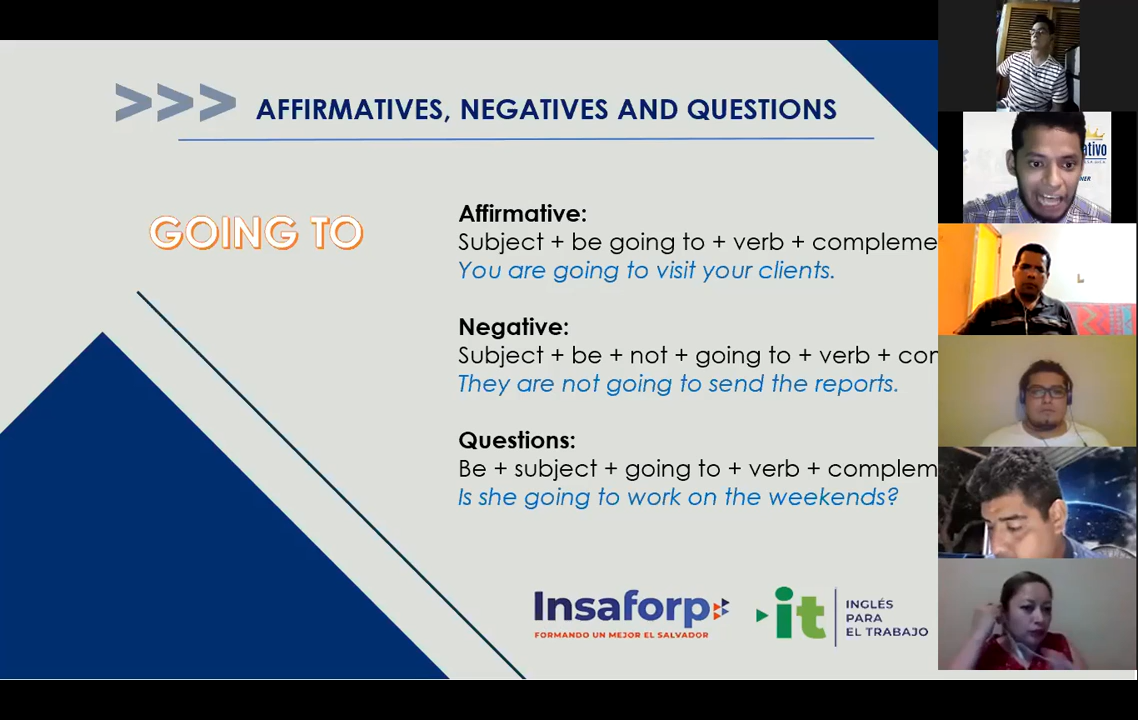 >>> AFFIRMATIVES, NEGATIVES AND QUESTIONS
GOING TO
Affirmative:
Subject + be going to + verb + compleme
You are going to visit your clients.
Negative:
Subject + be + not + going to + verb + con
They are not going to send the reports.
Questions:
Be + subject + going to + verb + complem
Is she going to work on the weekends?
Insaforp
FORMANDO UN MEJOR EL SALVADOR
it
INGLÉS
PARA
EL TRABAJO
ativo